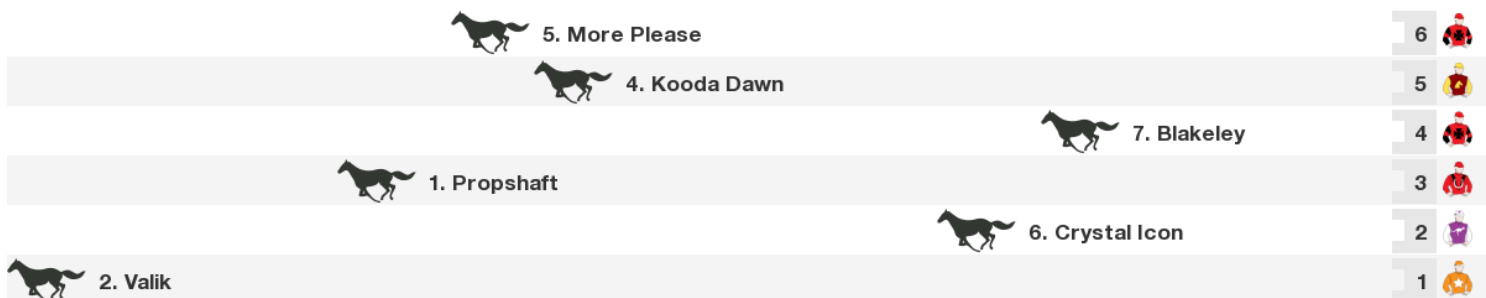 5. More Please 6
4. Kooda Dawn 5
7. Blakeley 4
1. Propshaft 3
6. Crystal Icon 2
2. Valik 1